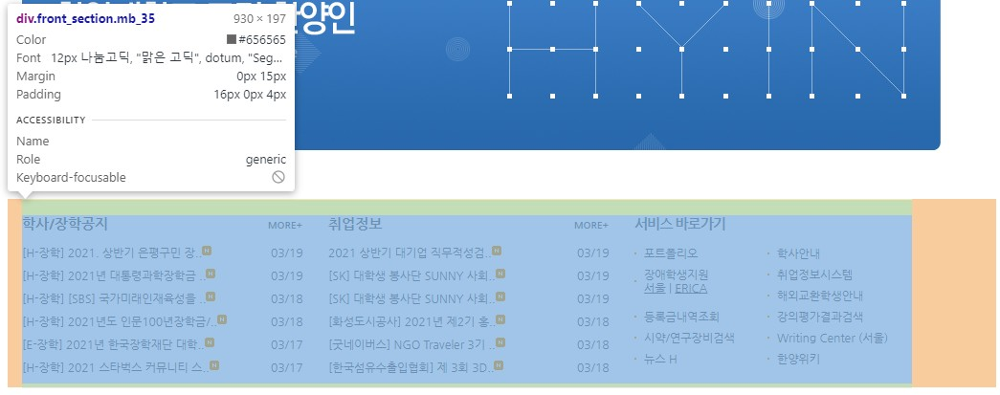 div.front_section.mb_35 930 × 197
Color #656565
Font 12px 나눔고딕, "맑은 고딕", dotum, "Seg...
Margin 0px 15px
Padding 16px 0px 4px
ACCESSIBILITY
Name
Role generic
Keyboard-focusable
한양인
학사/장학공지 MORE+
[H-장학] 2021. 상반기 은평구민 장.. N 03/19
[H-장학] 2021년 대통령과학장학금 .. N 03/19
[H-장학] [SBS] 국가미래인재육성을 .. N 03/18
[H-장학] 2021년도 인문100년장학금/.. N 03/18
[E-장학] 2021년 한국장학재단 대학.. N 03/17
[H-장학] 2021 스타벅스 커뮤니티 스.. N 03/17
취업정보 MORE+
2021 상반기 대기업 직무적성검.. N 03/19
[SK] 대학생 봉사단 SUNNY 사회.. N 03/19
[SK] 대학생 봉사단 SUNNY 사회.. N 03/19
[화성도시공사] 2021년 제2기 홍.. N 03/18
[굿네이버스] NGO Traveler 3기 .. N 03/18
[한국섬유수출입협회] 제 3회 3D.. N 03/18
서비스 바로가기
포트폴리오
장애학생지원
서울 | ERICA
등록금내역조회
시약/연구장비검색
뉴스 H
학사안내
취업정보시스템
해외교환학생안내
강의평가결과검색
Writing Center (서울)
한양위키